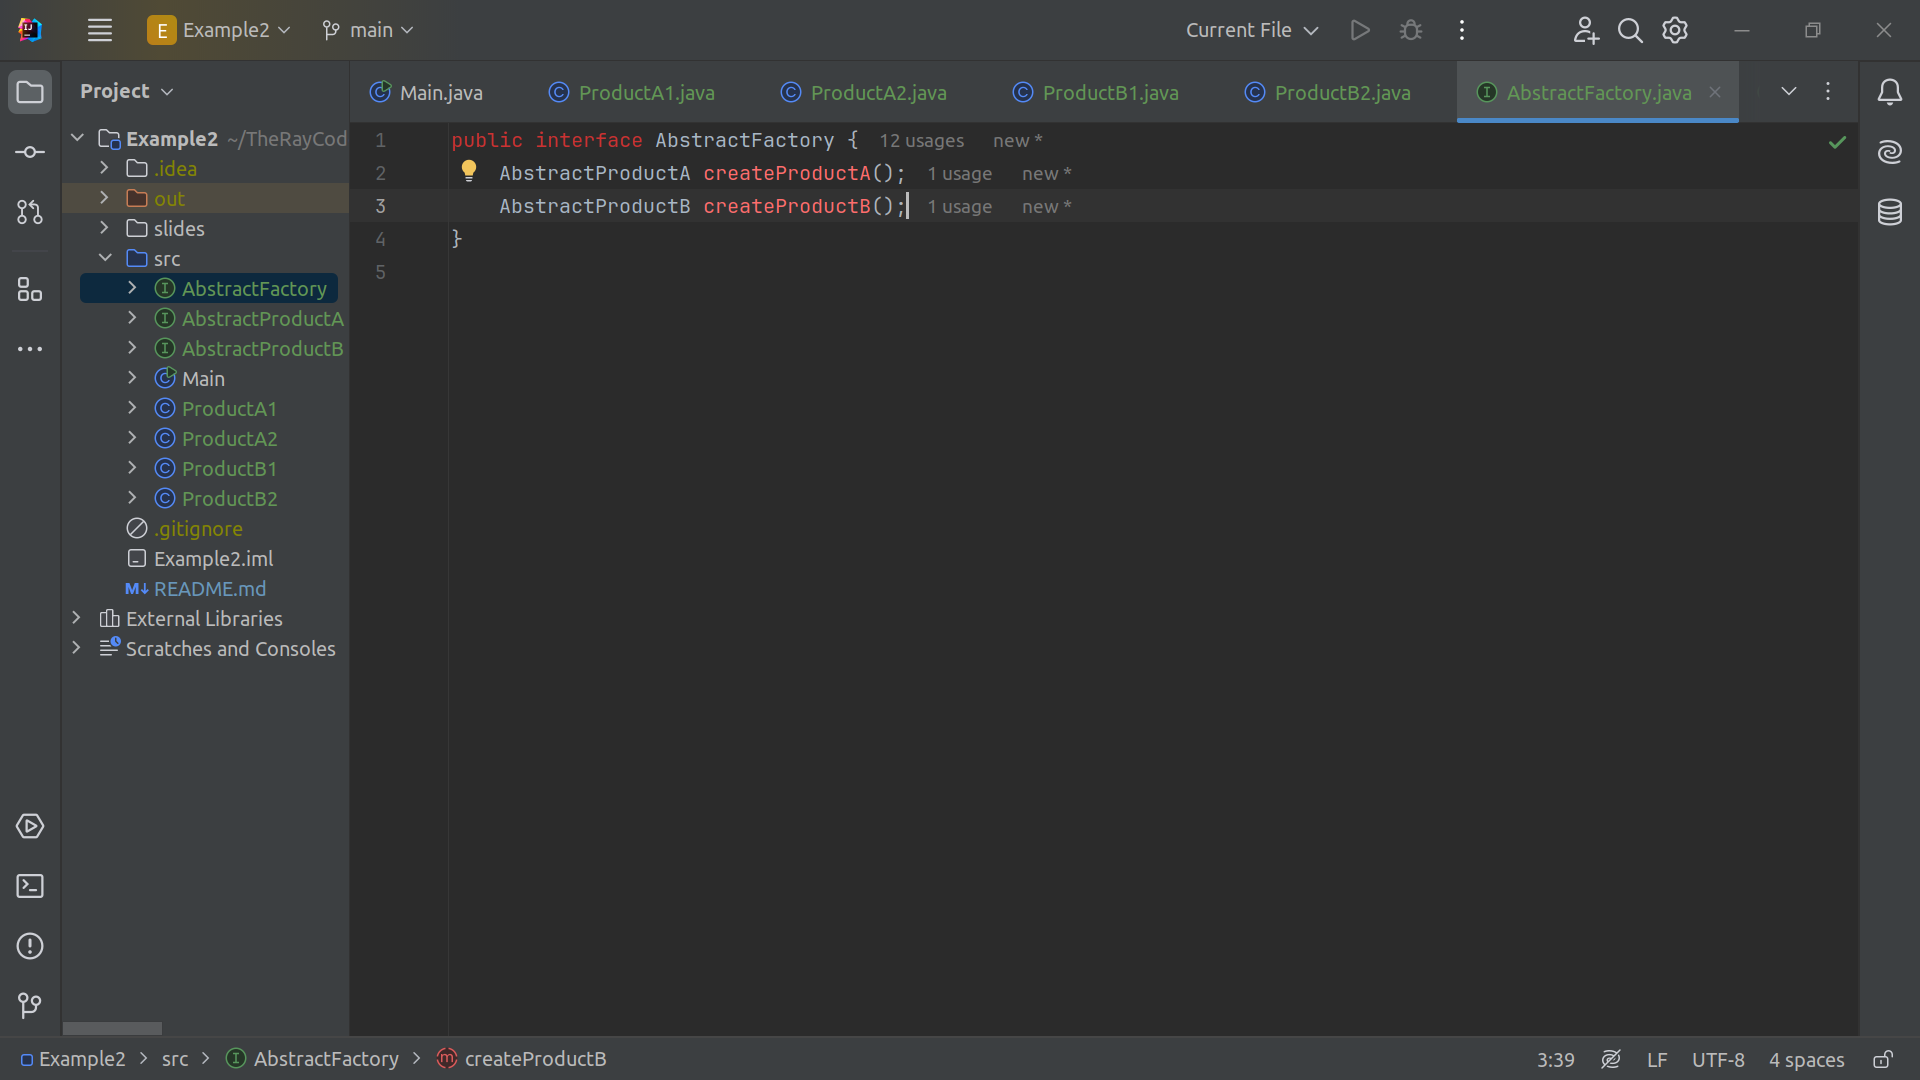 E Example2 main Current File
Project
Main.java ProductA1.java ProductA2.java ProductB1.java ProductB2.java AbstractFactory.java
Example2 ~/TheRayCod
.idea
out
slides
src
AbstractFactory
AbstractProductA
AbstractProductB
Main
ProductA1
ProductA2
ProductB1
ProductB2
.gitignore
Example2.iml
M↓ README.md
External Libraries
Scratches and Consoles
1 public interface AbstractFactory { 12 usages new *
2 AbstractProductA createProductA(); 1 usage new *
3 AbstractProductB createProductB(); 1 usage new *
4 }
5
Example2 > src > AbstractFactory > createProductB
3:39 LF UTF-8 4 spaces